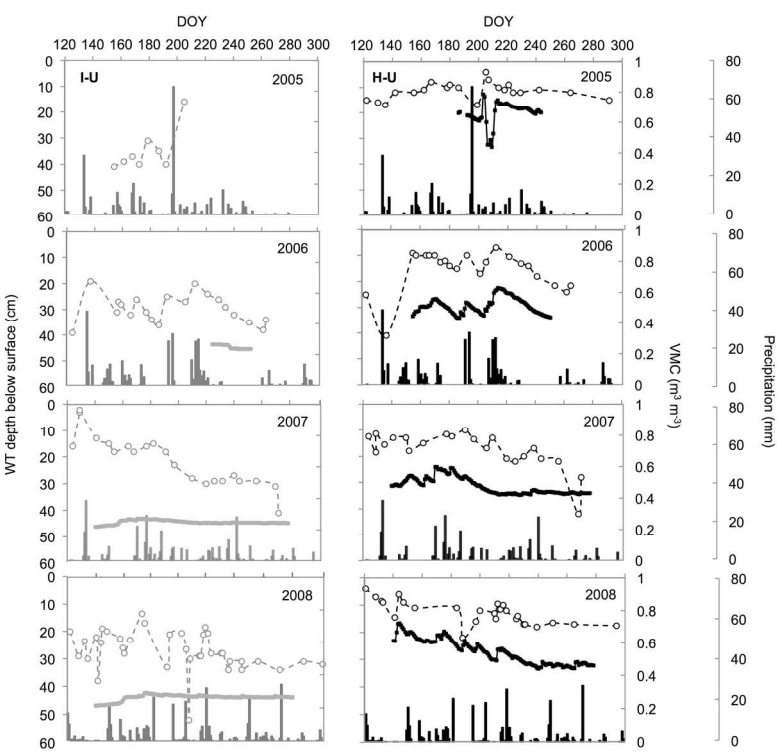 DOY DOY
120 140 160 180 200 220 240 260 280 300 120 140 160 180 200 220 240 260 280 300
I-U 2005 H-U 2005
0 10 20 30 40 50 60
1 0.8 0.6 0.4 0.2 0
80 60 40 20 0
2006 2006
0 10 20 30 40 50 60
1 0.8 0.6 0.4 0.2 0
80 60 40 20 0
2007 2007
0 10 20 30 40 50 60
1 0.8 0.6 0.4 0.2 0
80 60 40 20 0
2008 2008
0 10 20 30 40 50 60
1 0.8 0.6 0.4 0.2 0
80 60 40 20 0
WT depth below surface (cm)
VMC (m³ m⁻³)
Precipitation (mm)